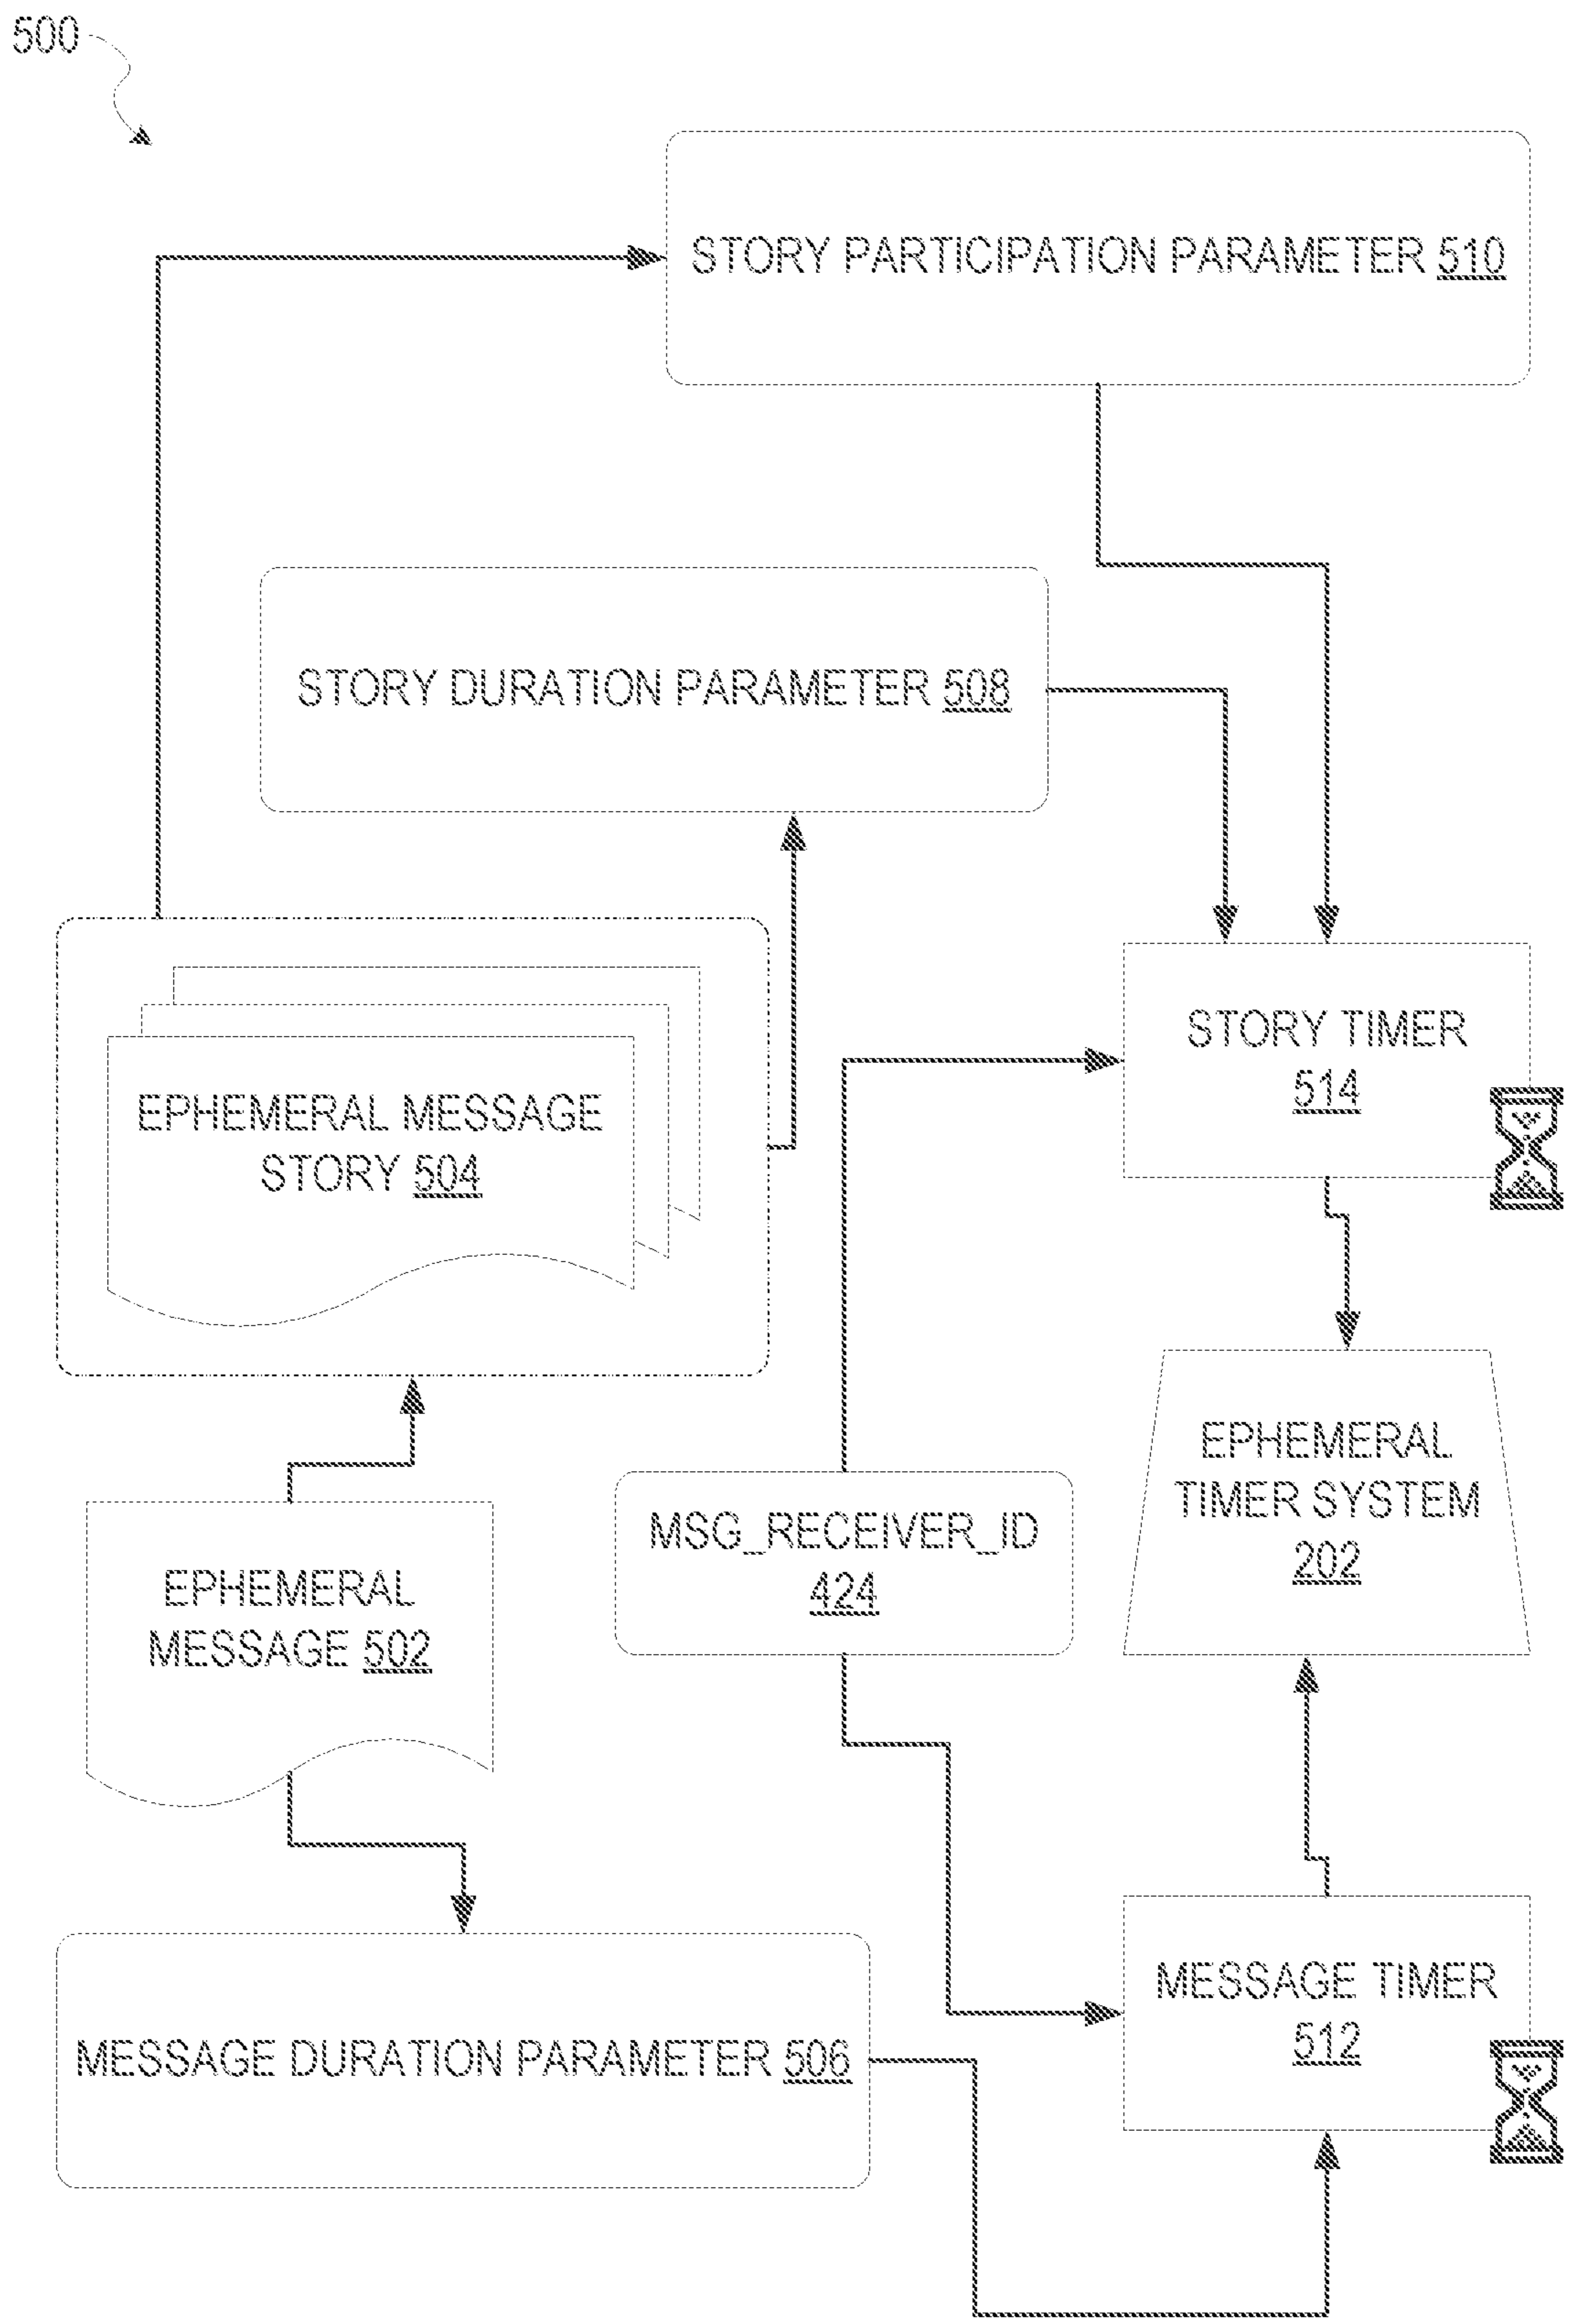 500
STORY PARTICIPATION PARAMETER 510
STORY DURATION PARAMETER 508
STORY TIMER
514
EPHEMERAL MESSAGE
STORY 504
EPHEMERAL
TIMER SYSTEM
202
MSG_RECEIVER_ID
424
EPHEMERAL
MESSAGE 502
MESSAGE TIMER
512
MESSAGE DURATION PARAMETER 506